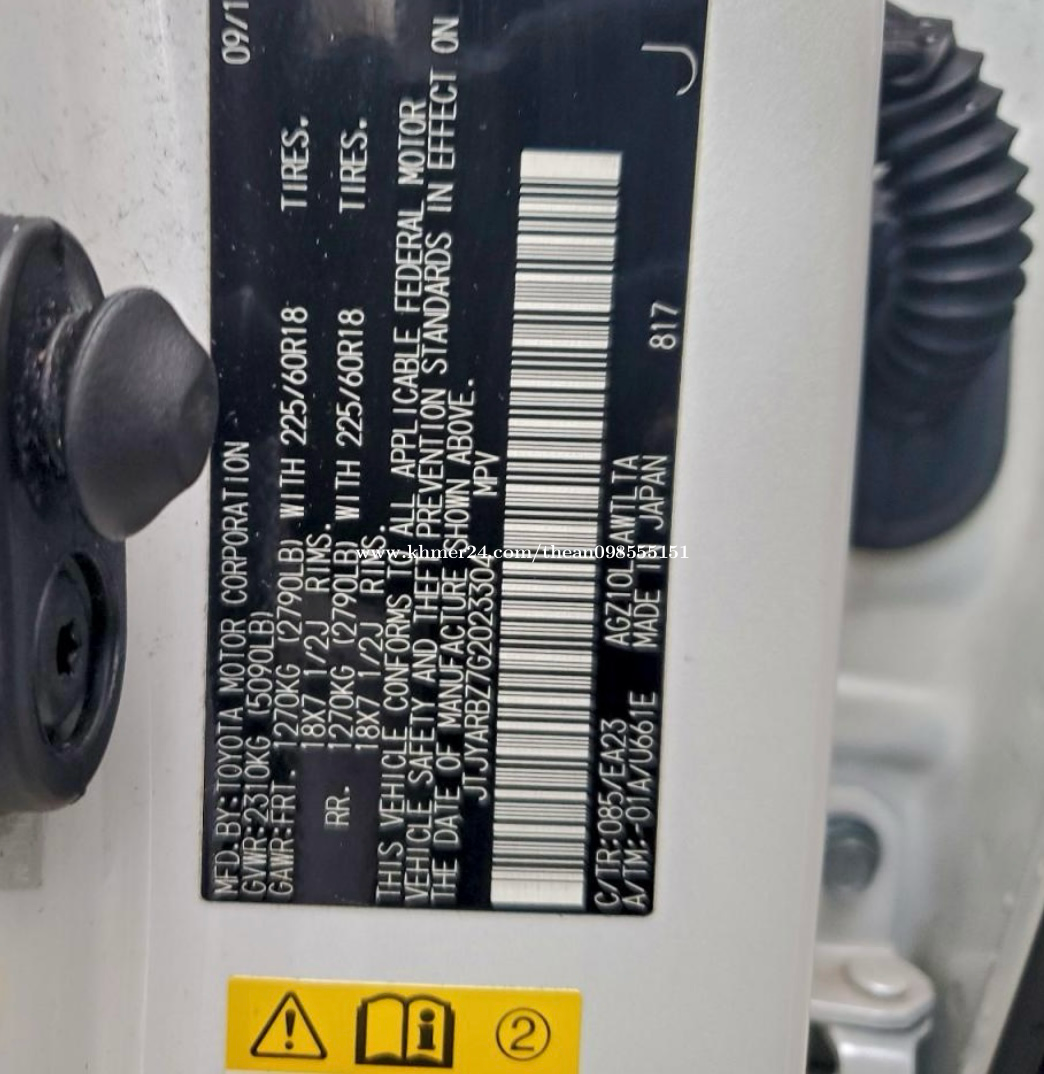 MFD. BY: TOYOTA MOTOR CORPORATION 09/1
GVWR: 2310KG (5090LB)
GAWR: FRT. 1270KG (2790LB) WITH 225/60R18 TIRES.
18X7 1/2J RIMS.
RR. 1270KG (2790LB) WITH 225/60R18 TIRES.
18X7 1/2J RIMS.
THIS VEHICLE CONFORMS TO ALL APPLICABLE FEDERAL MOTOR
VEHICLE SAFETY AND THEFT PREVENTION STANDARDS IN EFFECT ON
THE DATE OF MANUFACTURE SHOWN ABOVE.
JTJYARBZ7G2023304 MPV
C/TR: 085/EA23 AGZ10L-AWTLTA 817
A/TM: -01A/U661E MADE IN JAPAN J
www.khmer24.com/thean098555151
2